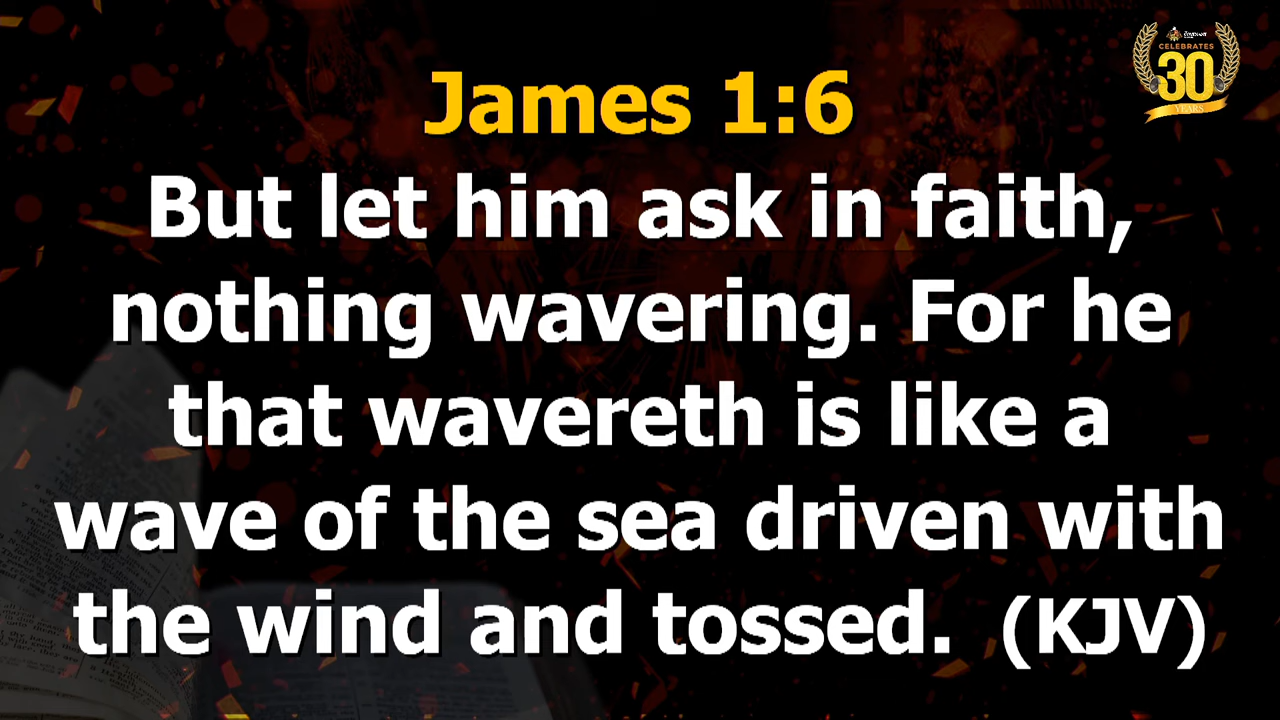 CELEBRATES
30
YEARS
James 1:6
But let him ask in faith,
nothing wavering. For he
that wavereth is like a
wave of the sea driven with
the wind and tossed.  (KJV)